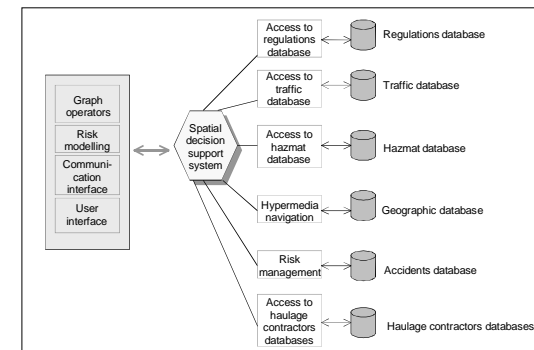 Graph
operators
Risk
modelling
Communi-
cation
interface
User
interface
Spatial
decision
support
system
Access to
regulations
database
Regulations database
Access to
traffic
database
Traffic database
Access to
hazmat
database
Hazmat database
Hypermedia
navigation
Geographic database
Risk
management
Accidents database
Access to
haulage
contractors
databases
Haulage contractors databases